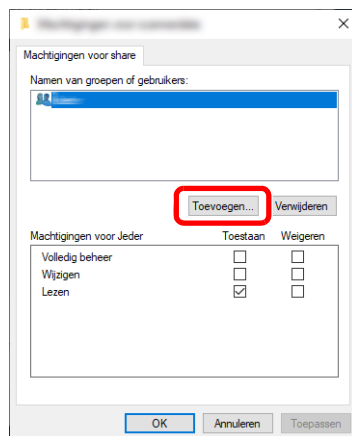 Machtigingen voor share
Namen van groepen of gebruikers:
Toevoegen...
Verwijderen
Machtigingen voor Jeder
Toestaan
Weigeren
Volledig beheer
Wijzigen
Lezen
OK
Annuleren
Toepassen